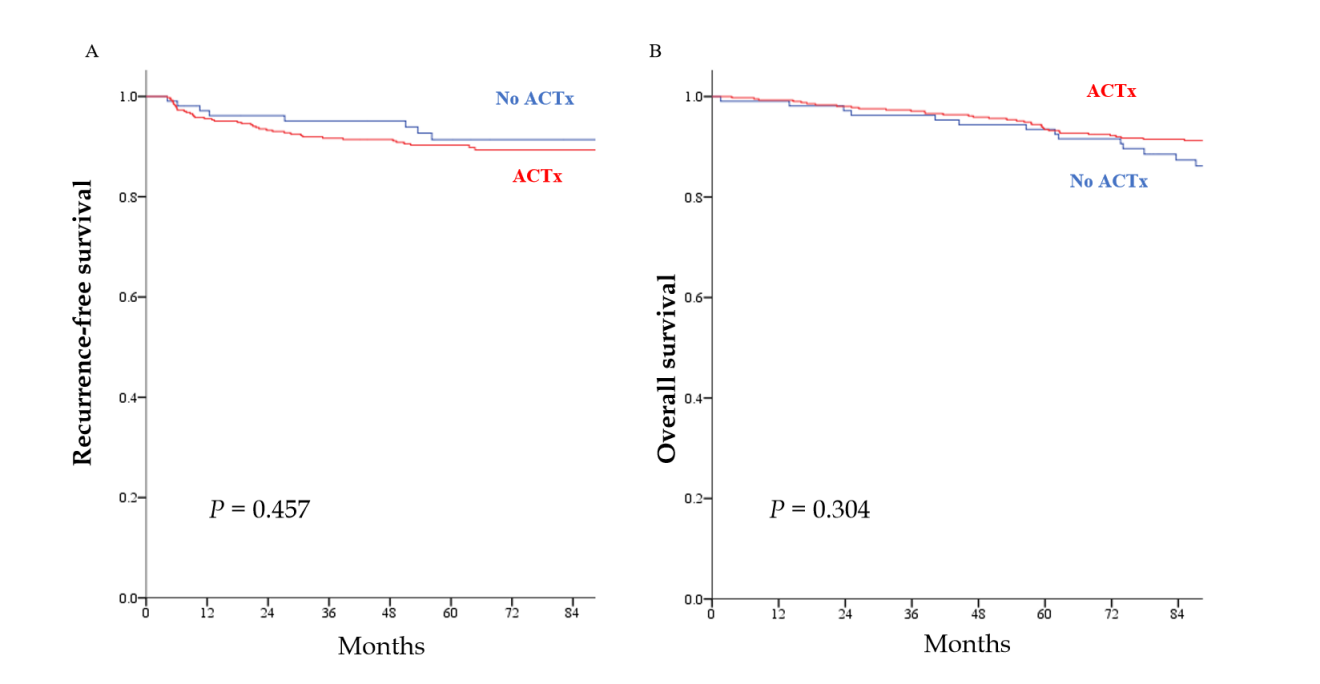 A
Recurrence-free survival
1.0
0.8
0.6
0.4
0.2
0.0
No ACTx
ACTx
P = 0.457
0 12 24 36 48 60 72 84
Months
B
Overall survival
1.0
0.8
0.6
0.4
0.2
0.0
ACTx
No ACTx
P = 0.304
0 12 24 36 48 60 72 84
Months